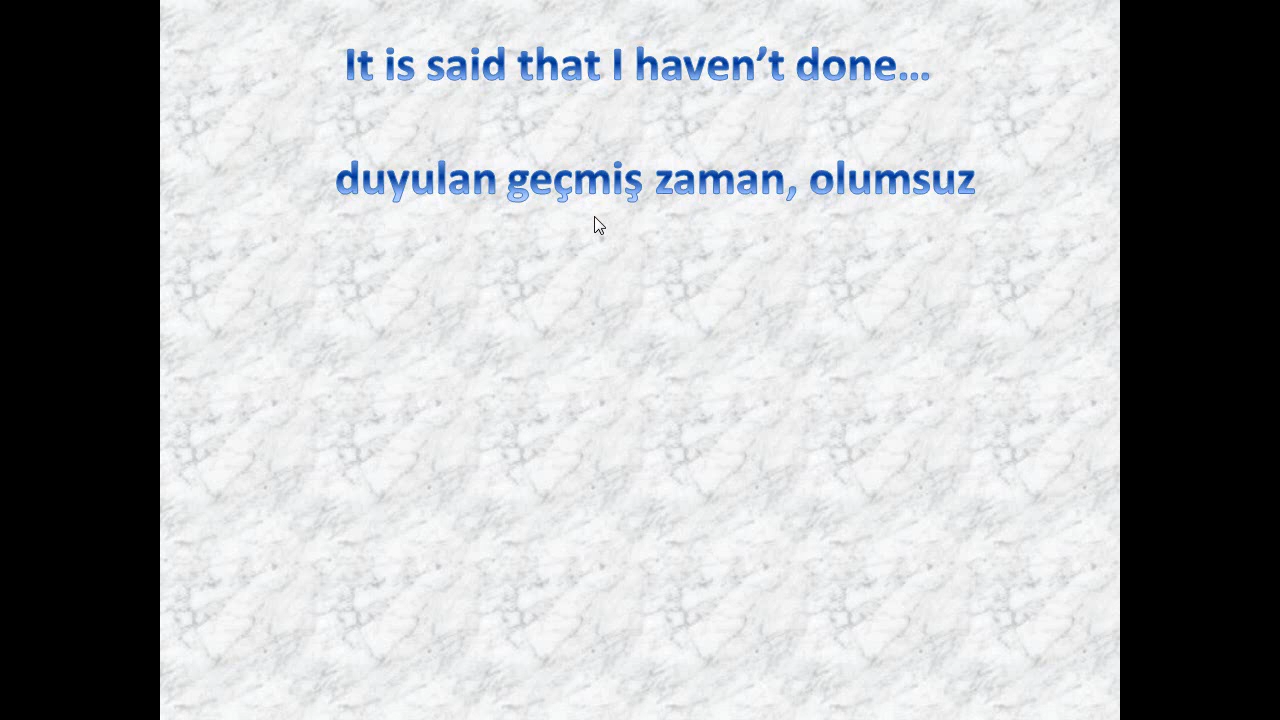 It is said that I haven’t done...
duyulan geçmiş zaman, olumsuz